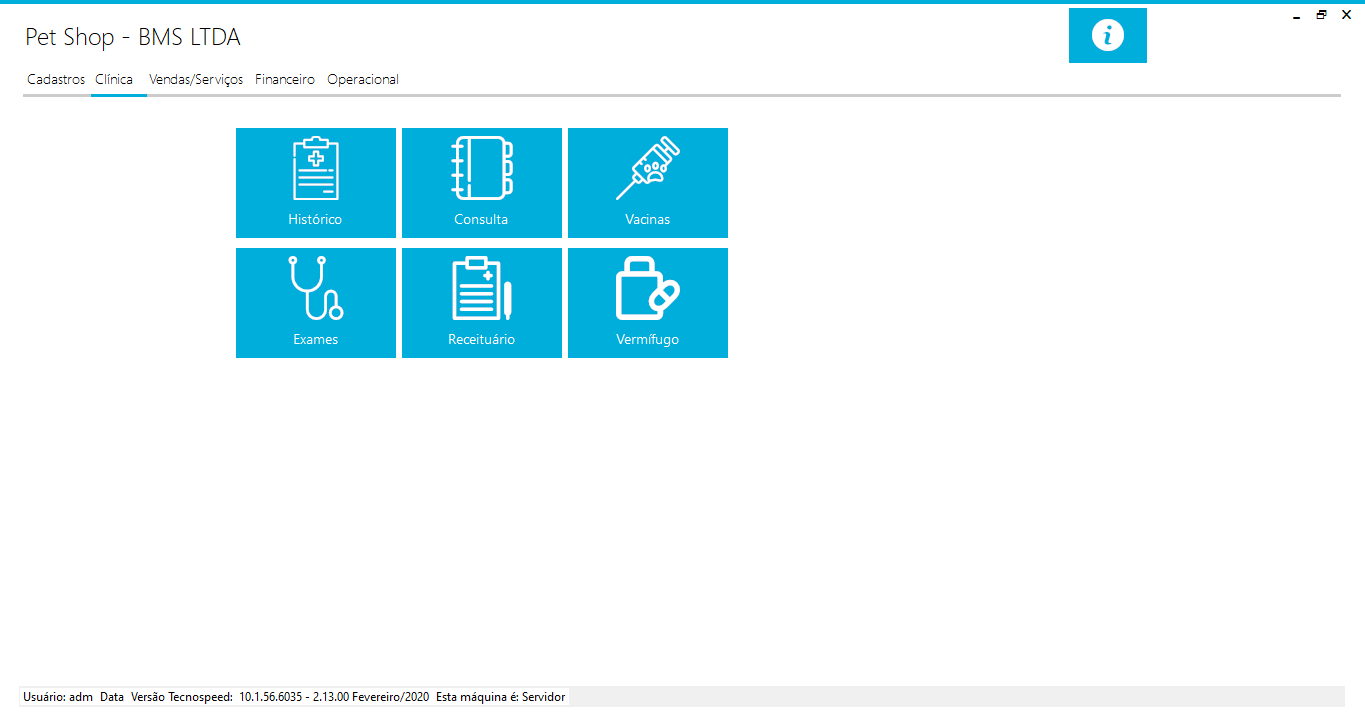 Pet Shop - BMS LTDA
Cadastros Clínica Vendas/Serviços Financeiro Operacional
Histórico Consulta Vacinas
Exames Receituário Vermífugo
Usuário: adm Data Versão Tecnospeed: 10.1.56.6035 - 2.13.00 Fevereiro/2020 Esta máquina é: Servidor